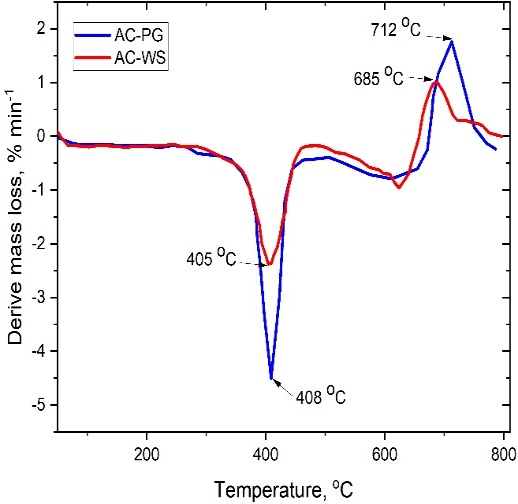 AC-PG
AC-WS
712 °C
685 °C
405 °C
408 °C
2
1
0
-1
-2
-3
-4
-5
200
400
600
800
Derive mass loss, % min⁻¹
Temperature, °C